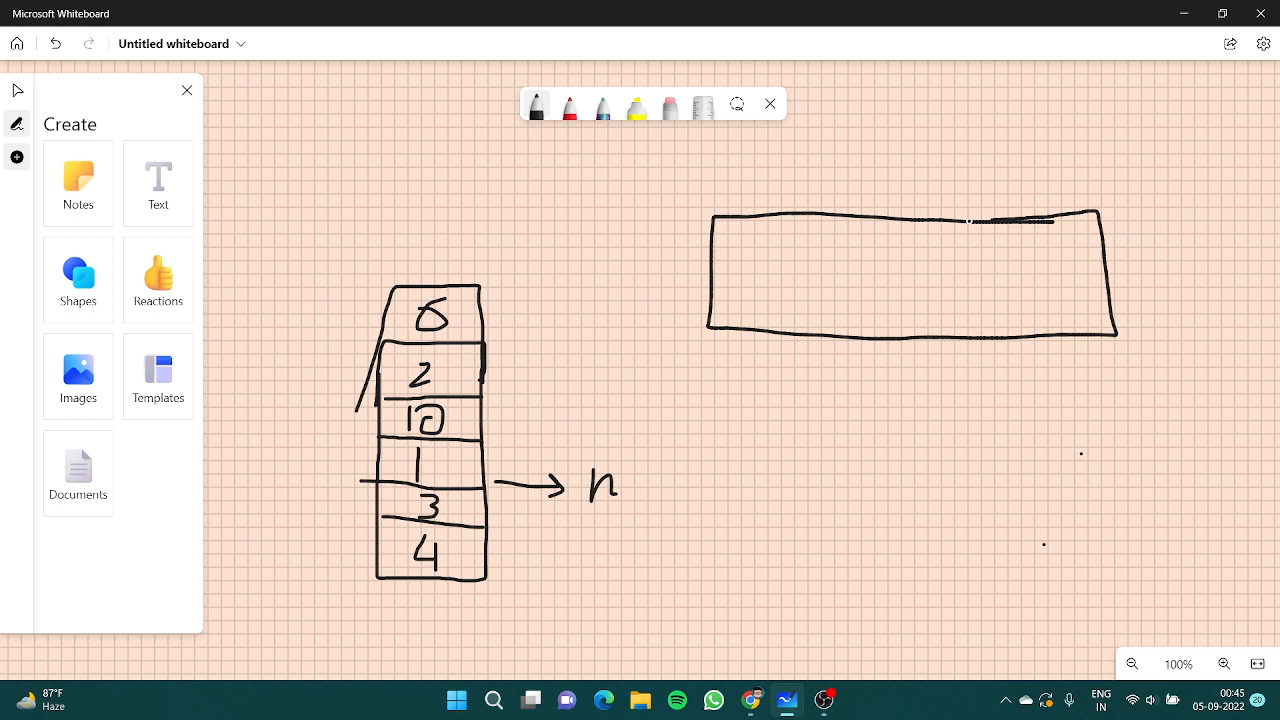 Microsoft Whiteboard
Untitled whiteboard
Create
Notes
Text
Shapes
Reactions
Images
Templates
Documents
6
2
10
1
3
4
n
100%
87°F
Haze
ENG
IN
00:45
05-09-2022
20